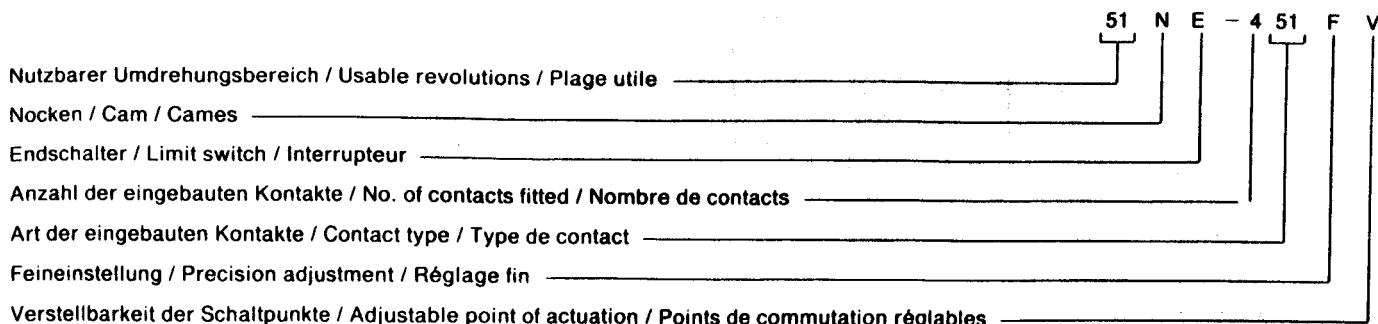 51 N E - 4 51 F V
Nutzbarer Umdrehungsbereich / Usable revolutions / Plage utile
Nocken / Cam / Cames
Endschalter / Limit switch / Interrupteur
Anzahl der eingebauten Kontakte / No. of contacts fitted / Nombre de contacts
Art der eingebauten Kontakte / Contact type / Type de contact
Feineinstellung / Precision adjustment / Réglage fin
Verstellbarkeit der Schaltpunkte / Adjustable point of actuation / Points de commutation réglables